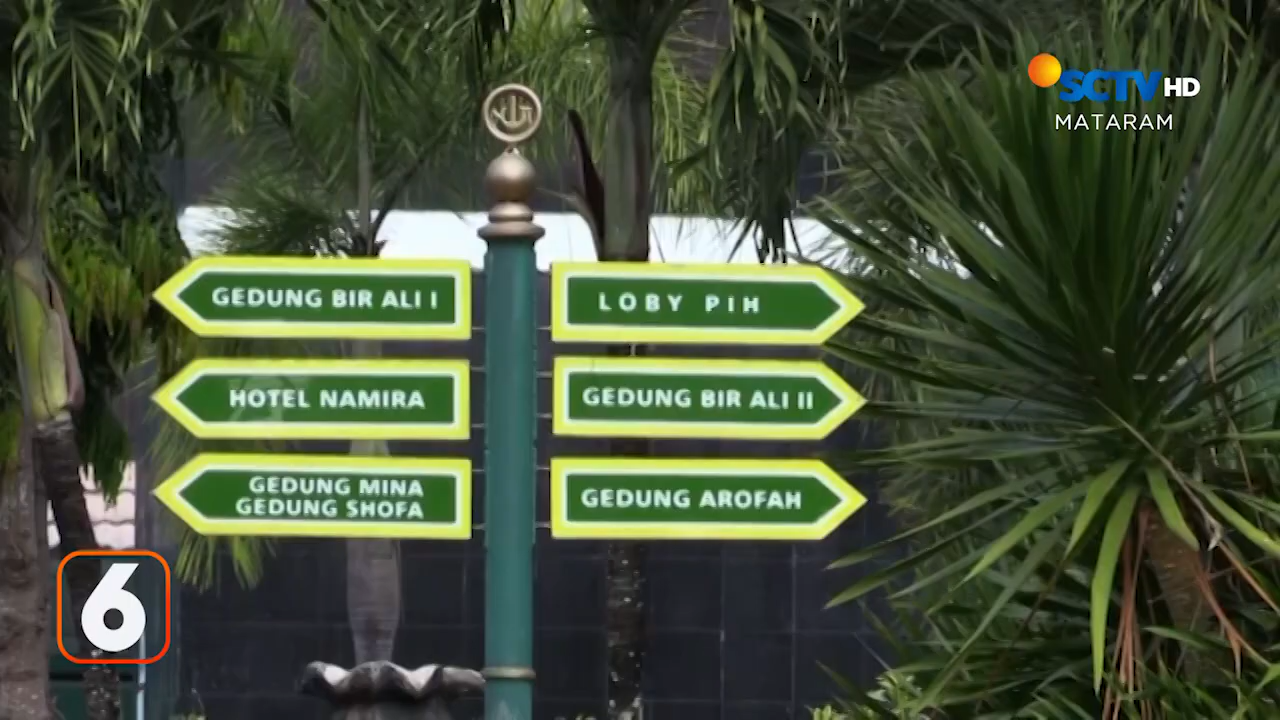 SCTV HD
MATARAM
GEDUNG BIR ALI I
LOBY PIH
HOTEL NAMIRA
GEDUNG BIR ALI II
GEDUNG MINA
GEDUNG SHOFA
GEDUNG AROFAH
6